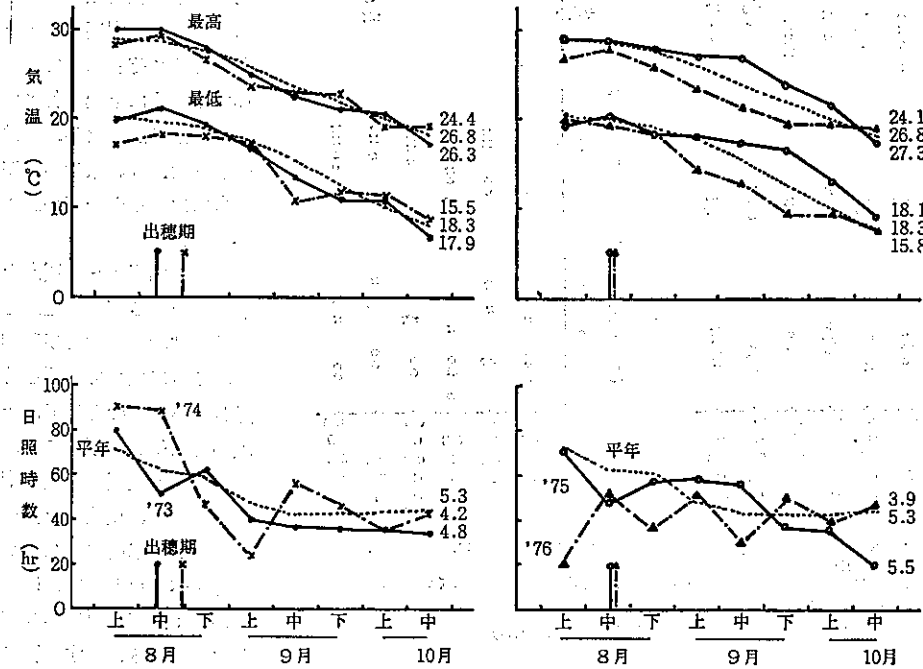 30
20
10
0
気温(℃)
最高
最低
出穂期
24.4
26.8
26.3
15.5
18.3
17.9
24.1
26.8
27.3
18.1
18.3
15.8
100
80
60
40
20
0
日照時数(hr)
'74
平年
'73
出穂期
5.3
4.2
4.8
平年
'75
'76
3.9
5.3
5.5
上 中 下 上 中 下 上 中
8月 9月 10月
上 中 下 上 中 下 上 中
8月 9月 10月